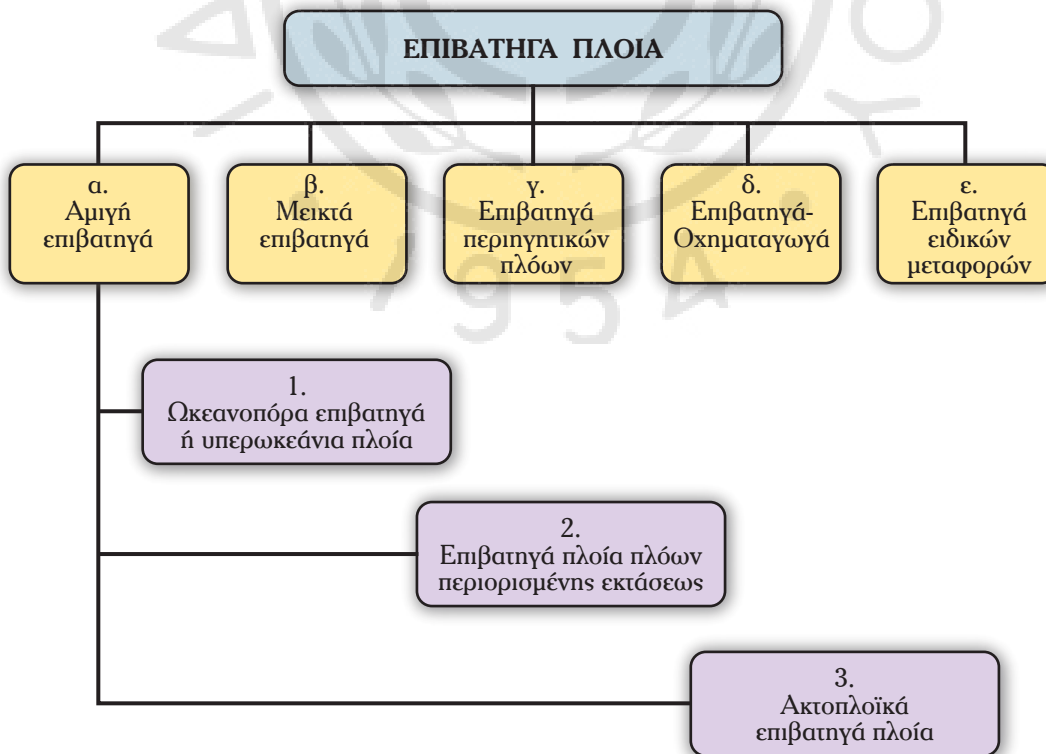 ΕΠΙΒΑΤΗΓΑ ΠΛΟΙΑ
α.
Αμιγή
επιβατηγά
β.
Μεικτά
επιβατηγά
γ.
Επιβατηγά
περιηγητικών
πλόων
δ.
Επιβατηγά-
Οχηματαγωγά
ε.
Επιβατηγά
ειδικών
μεταφορών
1.
Ωκεανοπόρα επιβατηγά
ή υπερωκεάνια πλοία
2.
Επιβατηγά πλοία πλόων
περιορισμένης εκτάσεως
3.
Ακτοπλοϊκά
επιβατηγά πλοία
1954